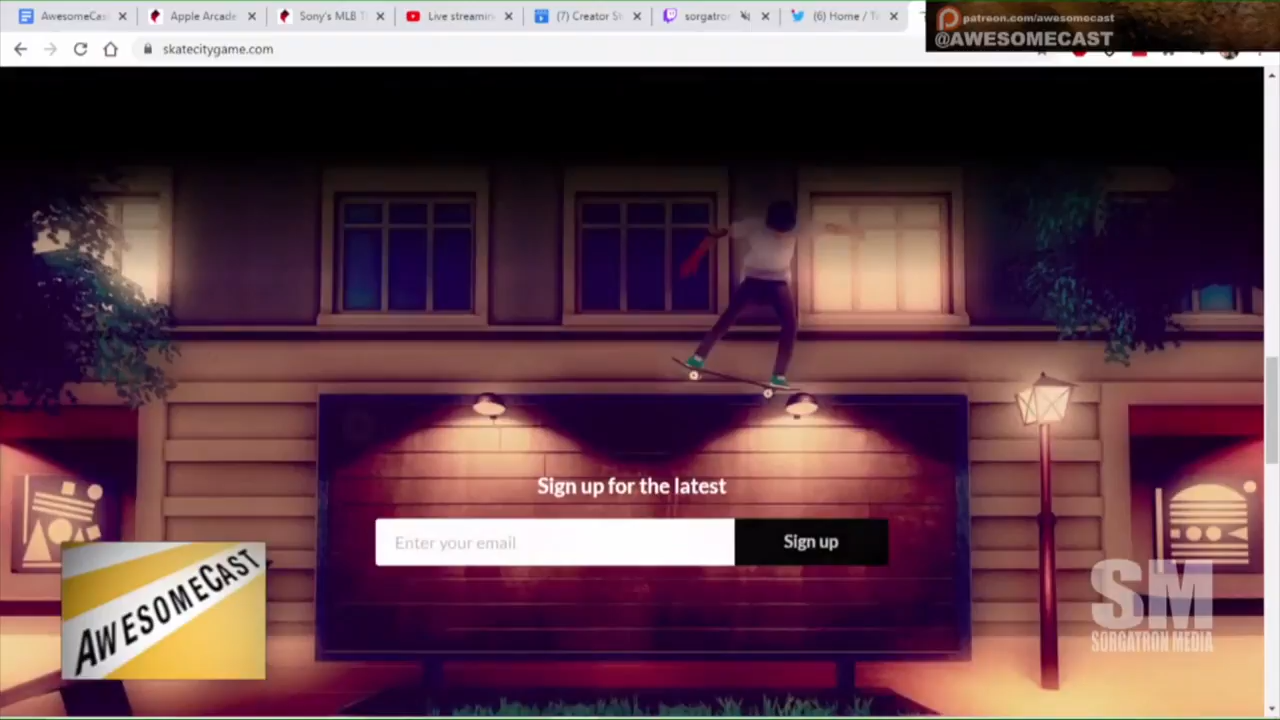 AwesomeCas
Apple Arcade
Sony's MLB T
Live streamin
(7) Creator St
sorgatron
(6) Home / T
patreon.com/awesomecast
@AWESOMECAST
skatecitygame.com
Sign up for the latest
Enter your email
Sign up
AWESOMECAST
SM
SORGATRON MEDIA